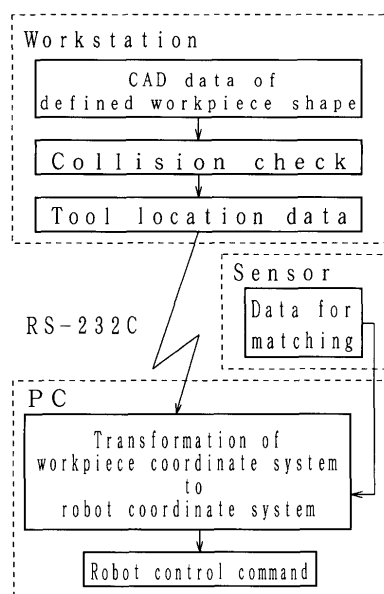 Workstation
CAD data of
defined workpiece shape
Collision check
Tool location data
Sensor
Data for
matching
RS-232C
PC
Transformation of
workpiece coordinate system
to
robot coordinate system
Robot control command